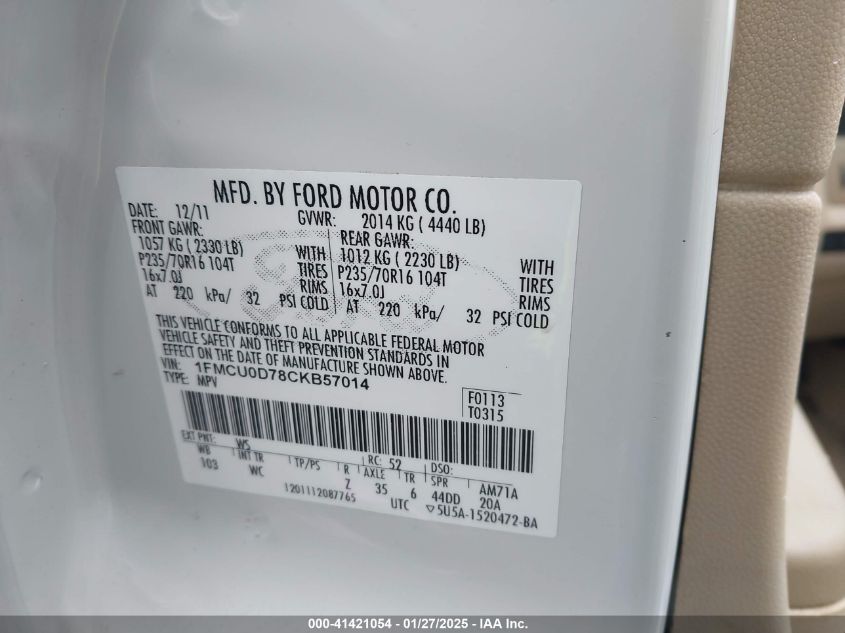 MFD. BY FORD MOTOR CO.
DATE: 12/11 GVWR: 2014 KG ( 4440 LB)
FRONT GAWR: REAR GAWR:
1057 KG ( 2330 LB) WITH 1012 KG ( 2230 LB) WITH
P235/70R16 104T TIRES P235/70R16 104T TIRES
16x7.0J RIMS 16x7.0J RIMS
AT 220 kPa/ 32 PSI COLD AT 220 kPa/ 32 PSI COLD
THIS VEHICLE CONFORMS TO ALL APPLICABLE FEDERAL MOTOR
VEHICLE SAFETY AND THEFT PREVENTION STANDARDS IN
EFFECT ON THE DATE OF MANUFACTURE SHOWN ABOVE.
VIN: 1FMCU0D78CKB57014
TYPE: MPV
F0113
T0315
EXT PNT: WS RC: 52 DSO:
WB INT TR TP/PS R AXLE TR SPR AM71A
103 WC Z 35 6 44DD 20A
1201112087765 UTC ▽5U5A-1520472-BA
000-41421054 — 01/27/2025 — IAA Inc.